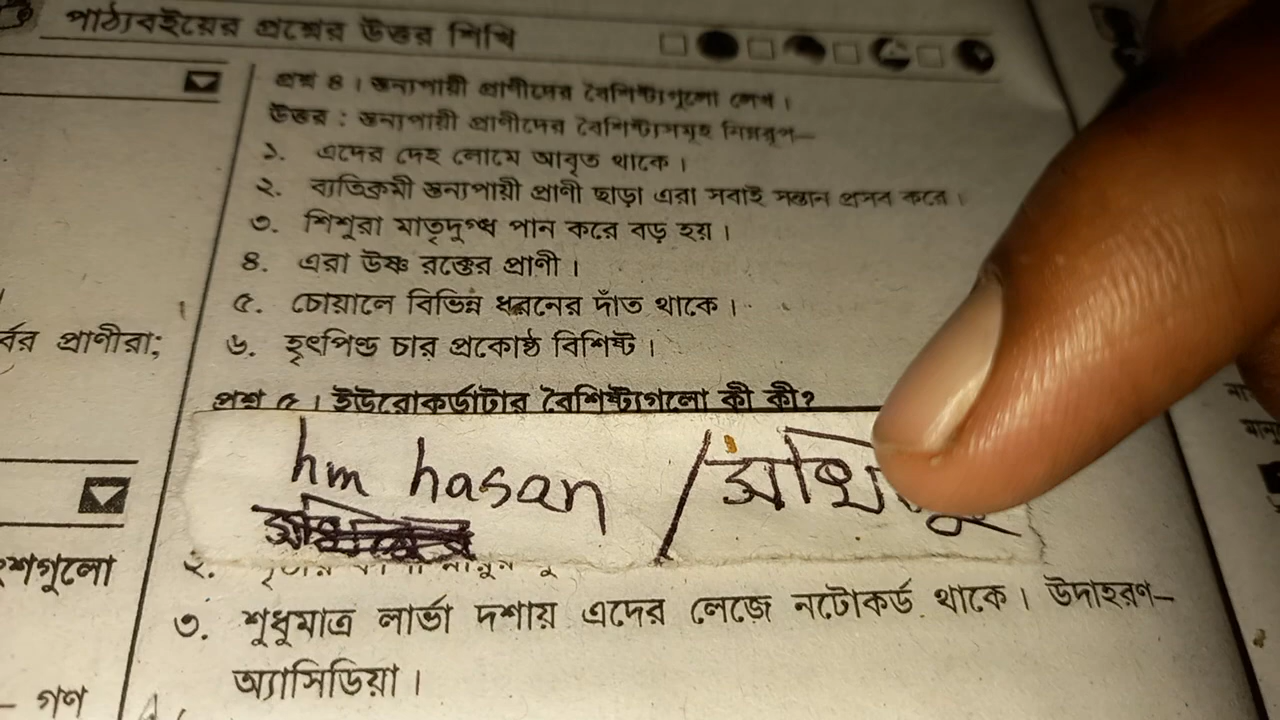 পাঠ্যবইয়ের প্রশ্নের উত্তর শিখি
প্রশ্ন ৪। স্তন্যপায়ী প্রাণীদের বৈশিষ্ট্যগুলো লেখ।
উত্তর : স্তন্যপায়ী প্রাণীদের বৈশিষ্ট্যসমূহ নিম্নরূপ—
১. এদের দেহ লোমে আবৃত থাকে।
২. ব্যতিক্রমী স্তন্যপায়ী প্রাণী ছাড়া এরা সবাই সন্তান প্রসব করে।
৩. শিশুরা মাতৃদুগ্ধ পান করে বড় হয়।
৪. এরা উষ্ণ রক্তের প্রাণী।
৫. চোয়ালে বিভিন্ন ধরনের দাঁত থাকে।
র্বর প্রাণীরা;
৬. হৃৎপিণ্ড চার প্রকোষ্ঠ বিশিষ্ট।
প্রশ্ন ৫। ইউরোকর্ডাটার বৈশিষ্ট্যগুলো কী কী?
hm hasan /
২.
শগুলো
৩. শুধুমাত্র লার্ভা দশায় এদের লেজে নটোকর্ড থাকে। উদাহরণ—
অ্যাসিডিয়া।
– গণ